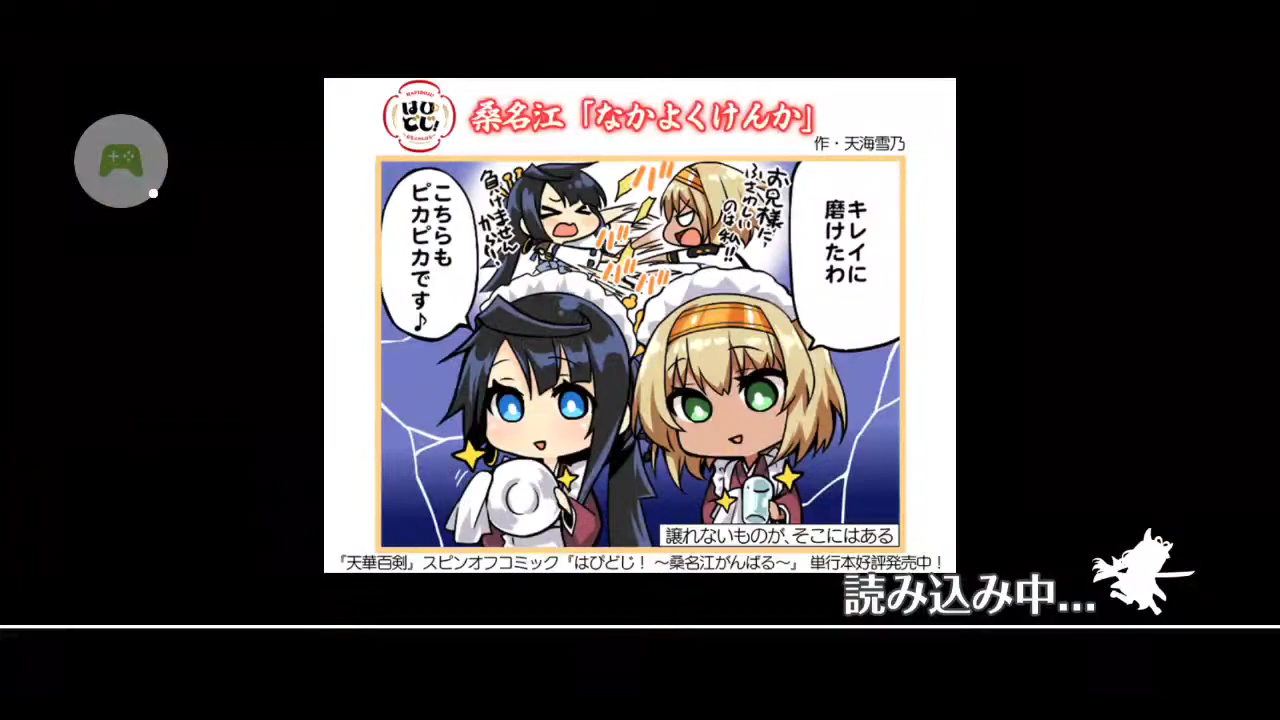 HAPIDOJI
はぴどじ!
桑名江「なかよくけんか」
作・天海雪乃
お兄様に
ふさわしい
のは私!!
負けません
から!!
ガ
ガ
ガ
ガ
キレイに
磨けたわ
こちらも
ピカピカです♪
譲れないものが、そこにはある
『天華百剣』スピンオフコミック『はぴどじ! ~桑名江がんばる~』 単行本好評発売中!
読み込み中...